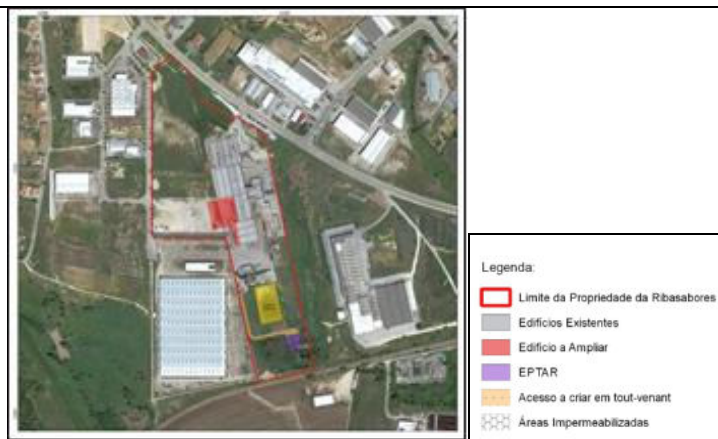 Legenda:
Limite da Propriedade da Ribasabores
Edifícios Existentes
Edifício a Ampliar
EPTAR
Acesso a criar em tout-venant
Áreas Impermeabilizadas